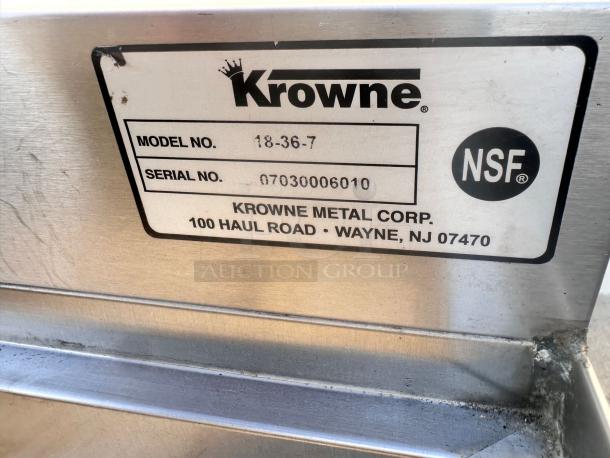 Krowne®
MODEL NO. 18-36-7
SERIAL NO. 07030006010
NSF®
KROWNE METAL CORP.
100 HAUL ROAD • WAYNE, NJ 07470
AUCTION GROUP